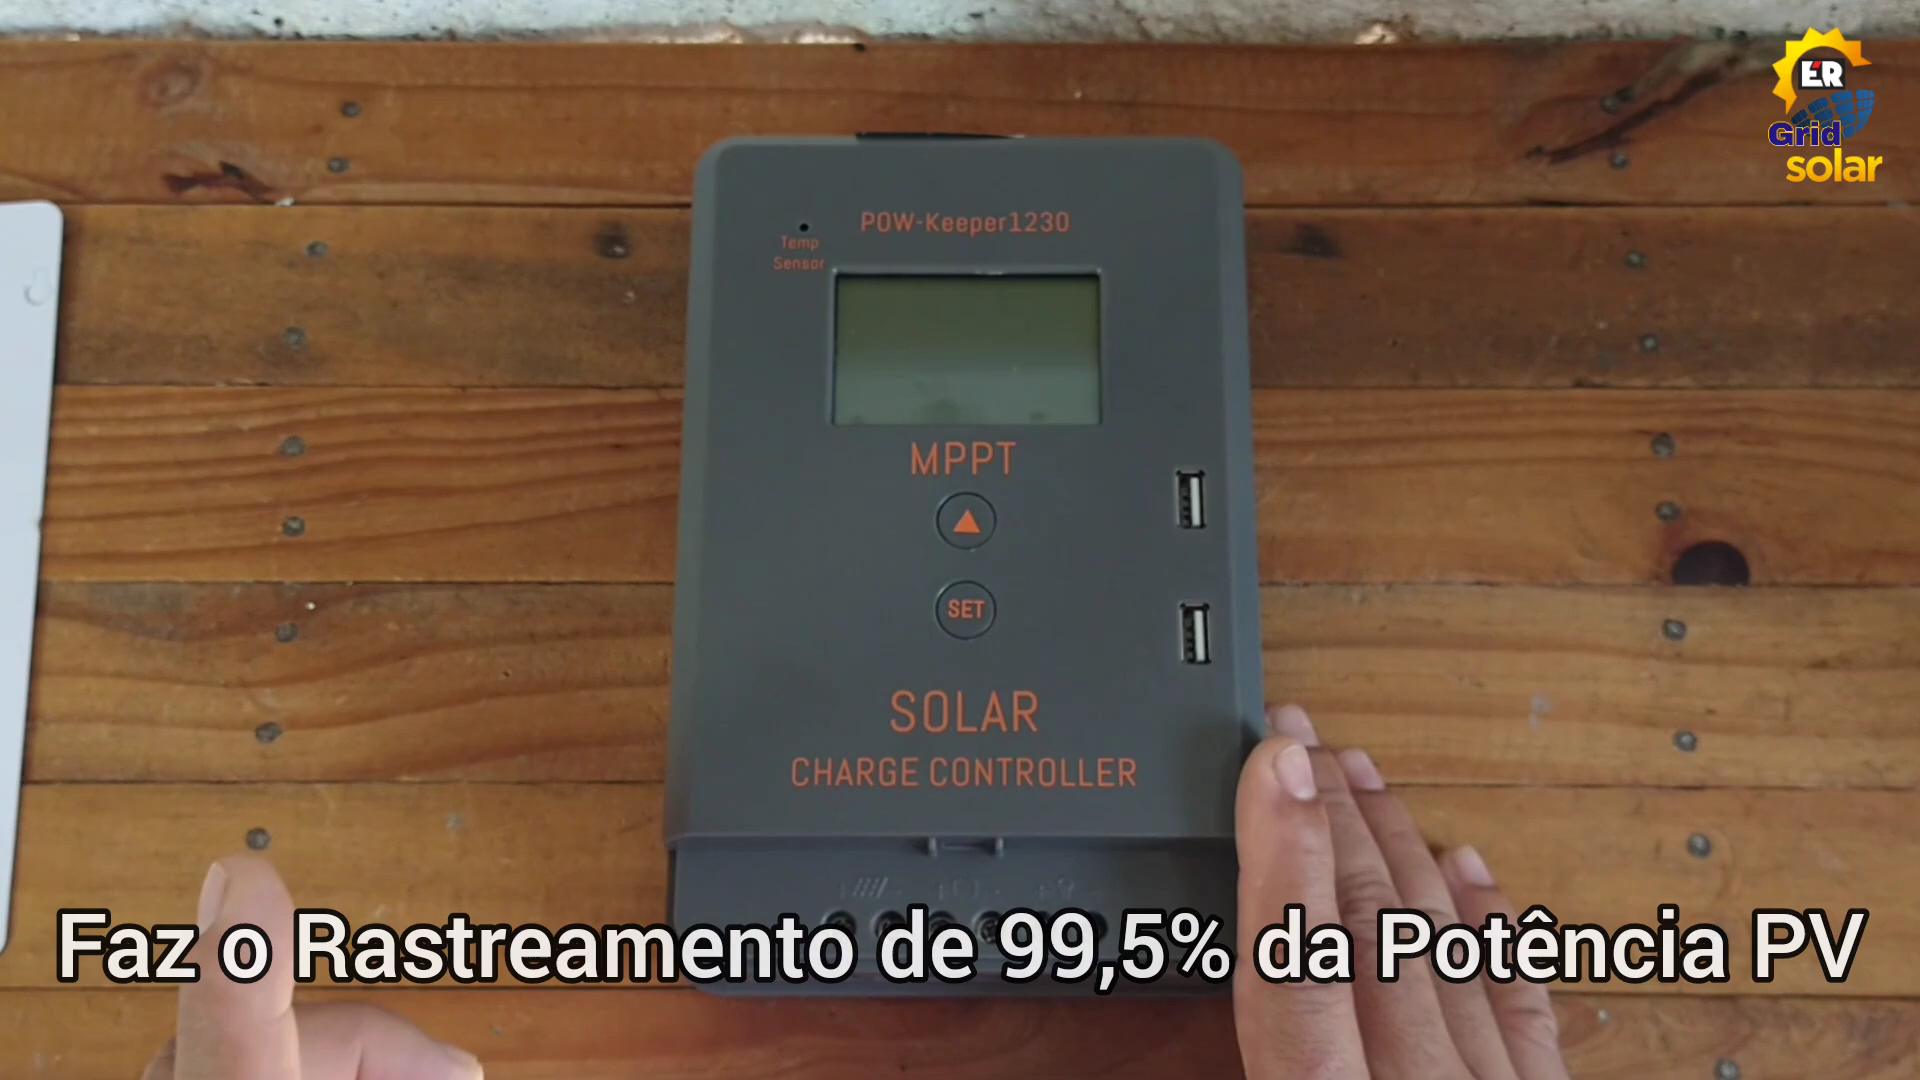 ER
Grid
solar
POW-Keeper1230
Temp
Sensor
MPPT
SET
SOLAR
CHARGE CONTROLLER
Faz o Rastreamento de 99,5% da Potência PV